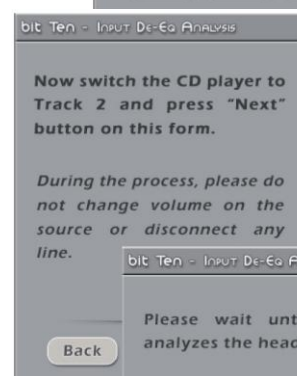 bit Ten - Input De-Eq Analysis
Now switch the CD player to
Track 2 and press "Next"
button on this form.
During the process, please do
not change volume on the
source or disconnect any
line.
bit Ten - Input De-Eq
Please wait
analyzes the
Back